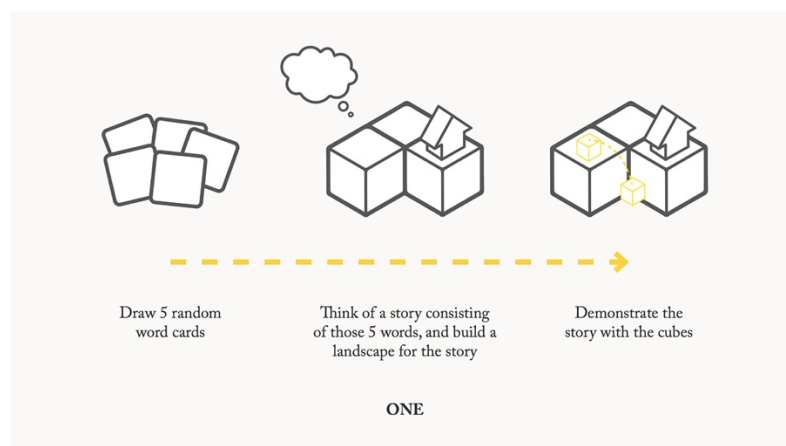 Draw 5 random
word cards
Think of a story consisting
of those 5 words, and build a
landscape for the story
Demonstrate the
story with the cubes
ONE